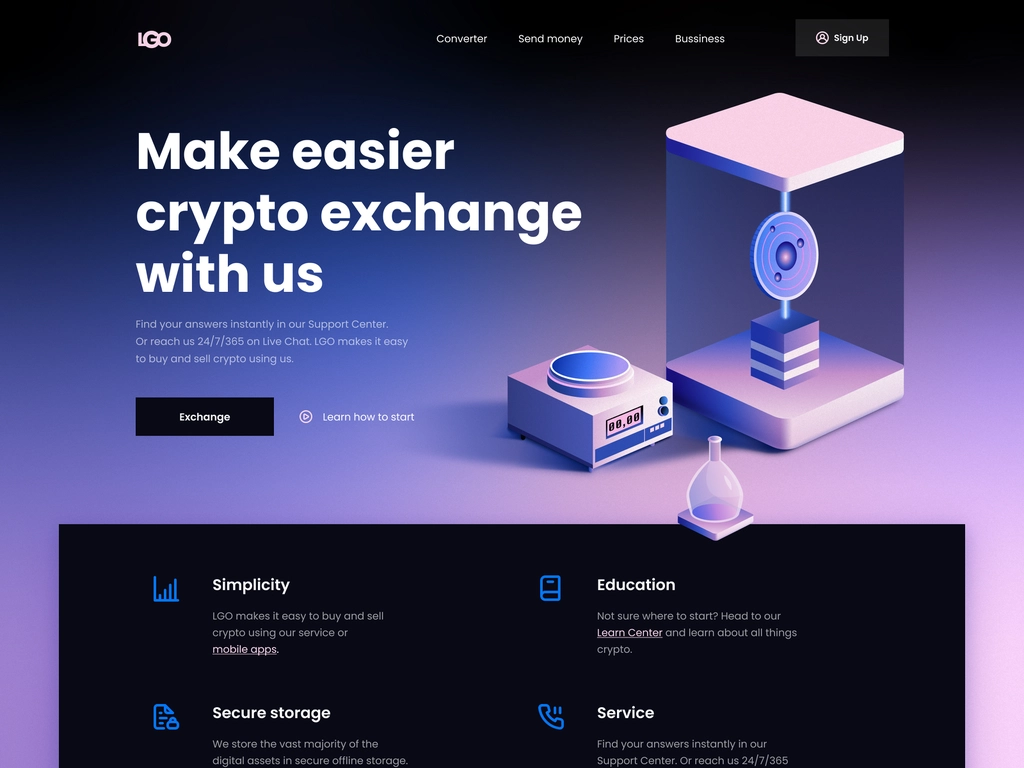 LGO
Converter Send money Prices Bussiness Sign Up
Make easier
crypto exchange
with us
Find your answers instantly in our Support Center.
Or reach us 24/7/365 on Live Chat. LGO makes it easy
to buy and sell crypto using us.
Exchange Learn how to start
00,00
Simplicity
LGO makes it easy to buy and sell
crypto using our service or
mobile apps.
Education
Not sure where to start? Head to our
Learn Center and learn about all things
crypto.
Secure storage
We store the vast majority of the
digital assets in secure offline storage.
Service
Find your answers instantly in our
Support Center. Or reach us 24/7/365